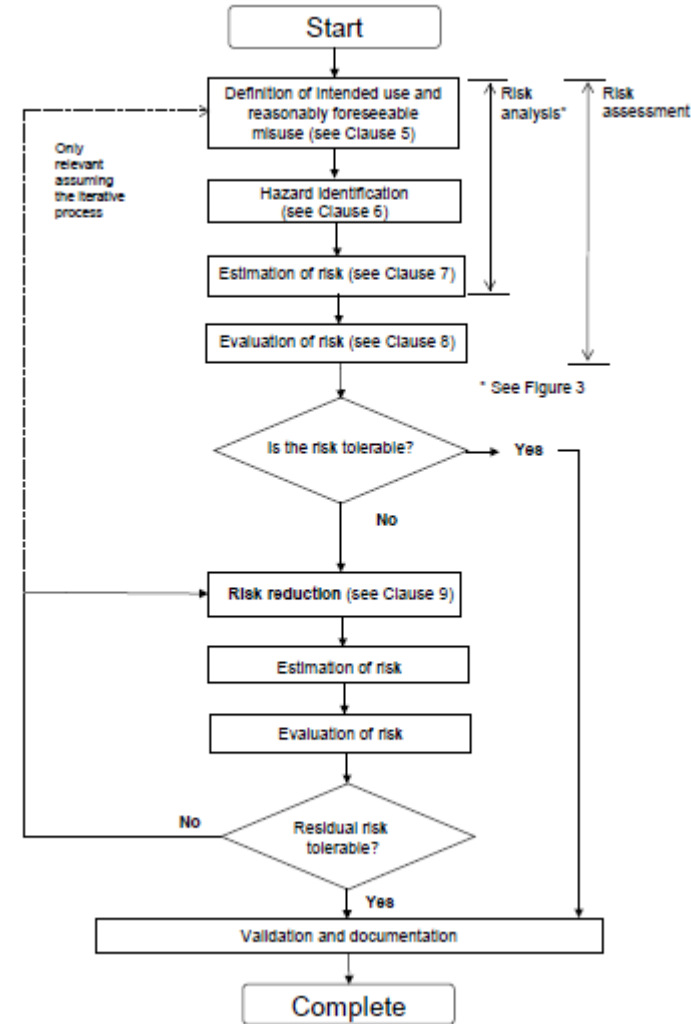 Start
Definition of intended use and
reasonably foreseeable
misuse (see Clause 5)
Risk
analysis*
Risk
assessment
Only
relevant
assuming
the iterative
process
Hazard identification
(see Clause 6)
Estimation of risk (see Clause 7)
Evaluation of risk (see Clause 8)
* See Figure 3
Is the risk tolerable?
Yes
No
Risk reduction (see Clause 9)
Estimation of risk
Evaluation of risk
No
Residual risk
tolerable?
Yes
Validation and documentation
Complete